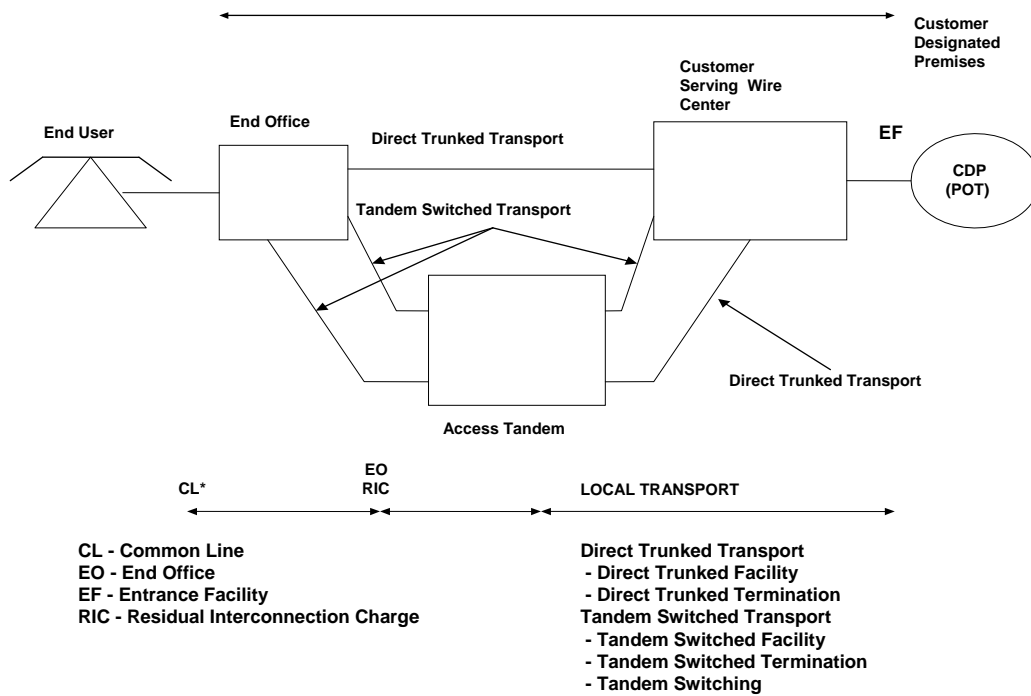 Customer
Designated
Premises
Customer
Serving Wire
Center
End User
End Office
Direct Trunked Transport
EF
CDP
(POT)
Tandem Switched Transport
Direct Trunked Transport
Access Tandem
EO
RIC
CL*
LOCAL TRANSPORT
CL - Common Line
EO - End Office
EF - Entrance Facility
RIC - Residual Interconnection Charge
Direct Trunked Transport
- Direct Trunked Facility
- Direct Trunked Termination
Tandem Switched Transport
- Tandem Switched Facility
- Tandem Switched Termination
- Tandem Switching